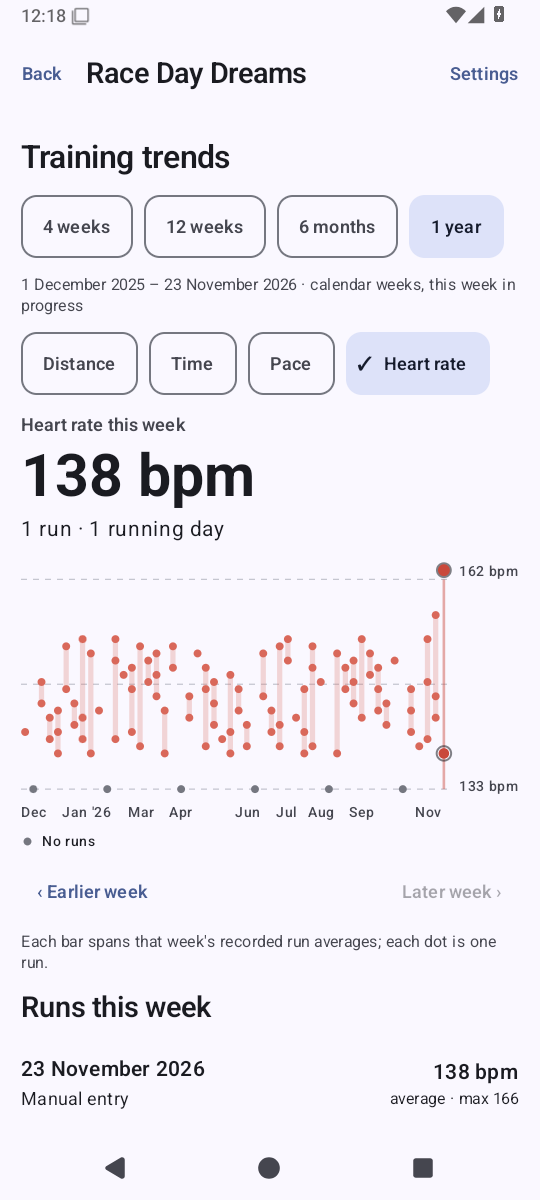 12:18
Back Race Day Dreams Settings
Training trends
4 weeks 12 weeks 6 months 1 year
1 December 2025 – 23 November 2026 · calendar weeks, this week in
progress
Distance Time Pace ✓ Heart rate
Heart rate this week
138 bpm
1 run · 1 running day
162 bpm
133 bpm
Dec Jan '26 Mar Apr Jun Jul Aug Sep Nov
No runs
‹ Earlier week Later week ›
Each bar spans that week's recorded run averages; each dot is one
run.
Runs this week
23 November 2026 138 bpm
Manual entry average · max 166